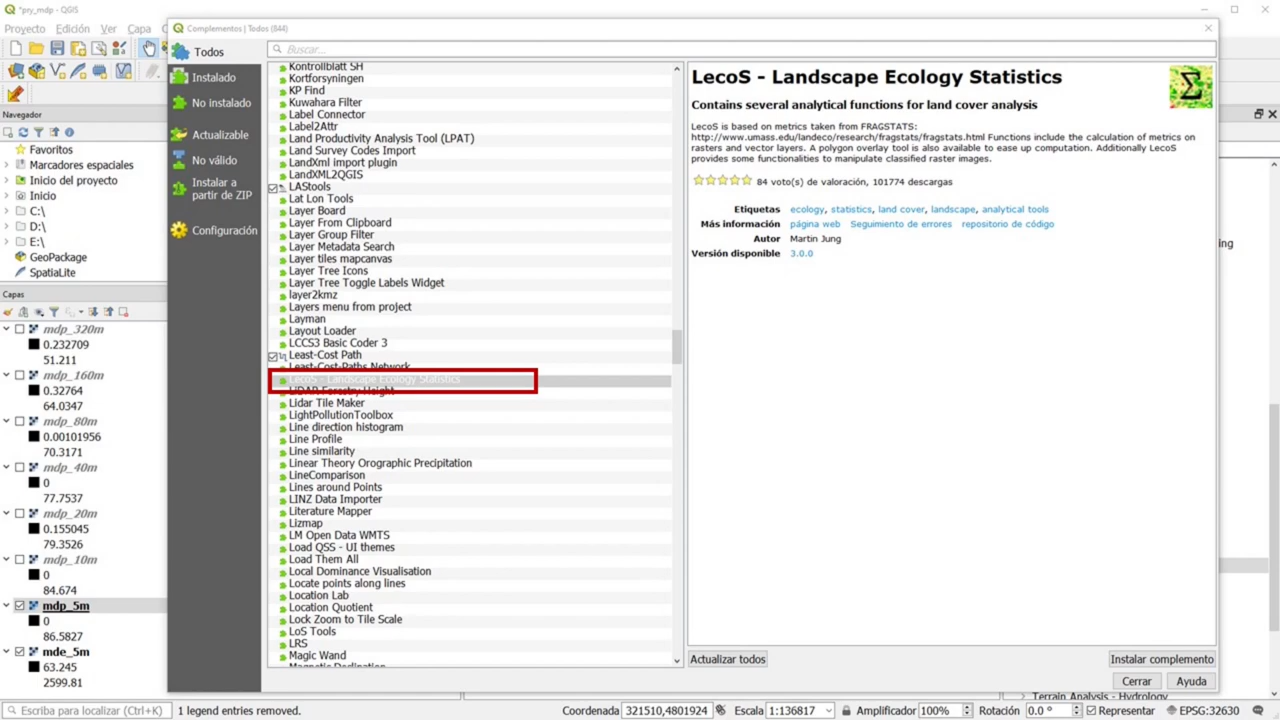 *pry_mdp - QGIS
Proyecto Edición Ver Capa
Complementos | Todos (844)
Todos
Instalado
No instalado
Actualizable
No válido
Instalar a
partir de ZIP
Configuración
Navegador
Favoritos
Marcadores espaciales
Inicio del proyecto
Inicio
C:\
D:\
E:\
GeoPackage
SpatiaLite
Capas
mdp_320m
0.232709
51.211
mdp_160m
0.32764
64.0347
mdp_80m
0.00101956
70.3171
mdp_40m
0
77.7537
mdp_20m
0.155045
79.3526
mdp_10m
0
84.674
mdp_5m
0
86.5827
mde_5m
63.245
2599.81
Buscar...
Kontrollblatt SH
Kortforsyningen
KP Find
Kuwahara Filter
Label Connector
Label2Attr
Land Productivity Analysis Tool (LPAT)
Land Survey Codes Import
LandXml import plugin
LandXML2QGIS
LAStools
Lat Lon Tools
Layer Board
Layer From Clipboard
Layer Group Filter
Layer Metadata Search
Layer tiles mapcanvas
Layer Tree Icons
Layer Tree Toggle Labels Widget
layer2kmz
Layers menu from project
Layman
Layout Loader
LCCS3 Basic Coder 3
Least-Cost Path
Least-Cost-Paths Network
LecoS - Landscape Ecology Statistics
LiDAR Forestry Height
Lidar Tile Maker
LightPollutionToolbox
Line direction histogram
Line Profile
Line similarity
Linear Theory Orographic Precipitation
LineComparison
Lines around Points
LINZ Data Importer
Literature Mapper
Lizmap
LM Open Data WMTS
Load QSS - UI themes
Load Them All
Local Dominance Visualisation
Locate points along lines
Location Lab
Location Quotient
Lock Zoom to Tile Scale
LoS Tools
LRS
Magic Wand
Magnetic Declination
LecoS - Landscape Ecology Statistics
Contains several analytical functions for land cover analysis
LecoS is based on metrics taken from FRAGSTATS:
http://www.umass.edu/landeco/research/fragstats/fragstats.html Functions include the calculation of metrics on
rasters and vector layers. A polygon overlay tool is also available to ease up computation. Additionally LecoS
provides some functionalities to manipulate classified raster images.
84 voto(s) de valoración, 101774 descargas
Etiquetas ecology, statistics, land cover, landscape, analytical tools
Más información página web Seguimiento de errores repositorio de código
Autor Martin Jung
Versión disponible 3.0.0
Actualizar todos
Instalar complemento
Cerrar
Ayuda
ing
Terrain Analysis - Hydrology
Escriba para localizar (Ctrl+K) 1 legend entries removed. Coordenada 321510,4801924 Escala 1:136817 Amplificador 100% Rotación 0.0 ° Representar EPSG:32630